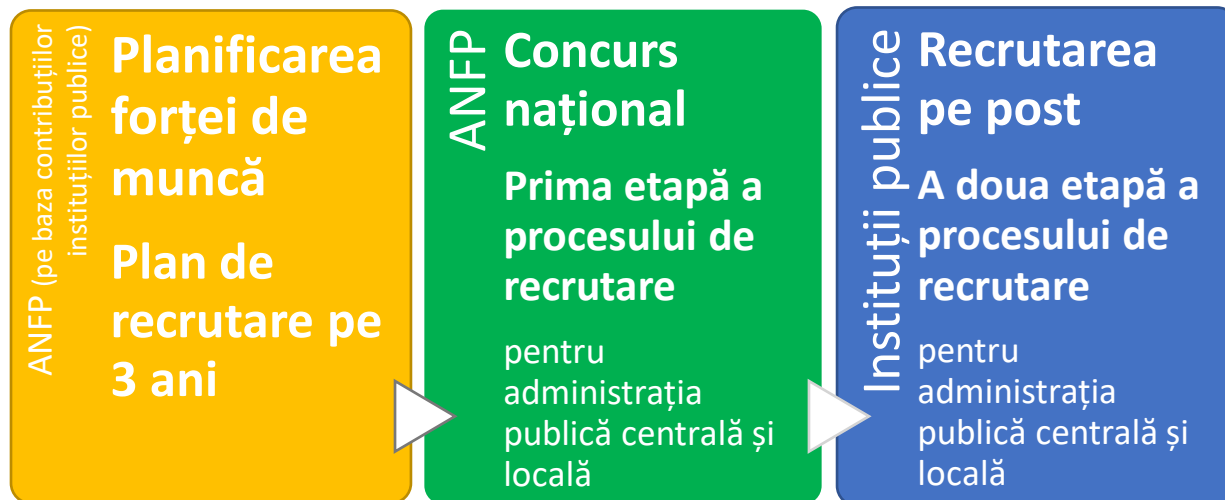 ANFP (pe baza contribuțiilor
instituțiilor publice)
Planificarea
forței de
muncă
Plan de
recrutare pe
3 ani
ANFP
Concurs
național
Prima etapă a
procesului de
recrutare
pentru
administrația
publică centrală și
locală
Instituții publice
Recrutarea
pe post
A doua etapă a
procesului de
recrutare
pentru
administrația
publică centrală și
locală